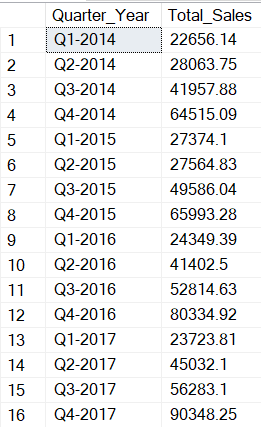 Quarter_Year Total_Sales
1 Q1-2014 22656.14
2 Q2-2014 28063.75
3 Q3-2014 41957.88
4 Q4-2014 64515.09
5 Q1-2015 27374.1
6 Q2-2015 27564.83
7 Q3-2015 49586.04
8 Q4-2015 65993.28
9 Q1-2016 24349.39
10 Q2-2016 41402.5
11 Q3-2016 52814.63
12 Q4-2016 80334.92
13 Q1-2017 23723.81
14 Q2-2017 45032.1
15 Q3-2017 56283.1
16 Q4-2017 90348.25